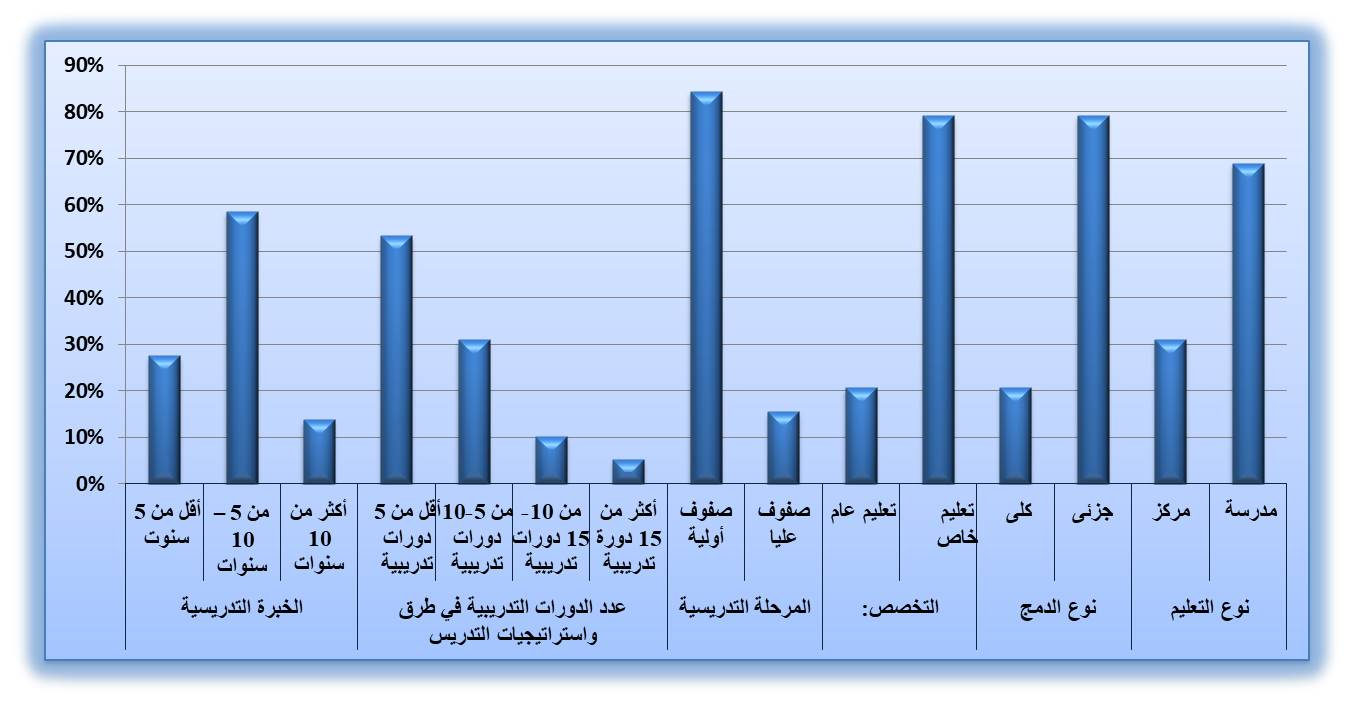 90%
80%
70%
60%
50%
40%
30%
20%
10%
0%
أقل من 5
سنوت
من 5 –
10
سنوات
أكثر من
10
سنوات
أقل من 5
دورات
تدريبية
من 5-10
دورات
تدريبية
من 10-
15 دورات
تدريبية
أكثر من
15 دورة
تدريبية
صفوف
أولية
صفوف
عليا
تعليم عام
تعليم
خاص
كلى
جزئى
مركز
مدرسة
الخبرة التدريسية
عدد الدورات التدريبية في طرق
واستراتيجيات التدريس
المرحلة التدريسية
التخصص:
نوع الدمج
نوع التعليم